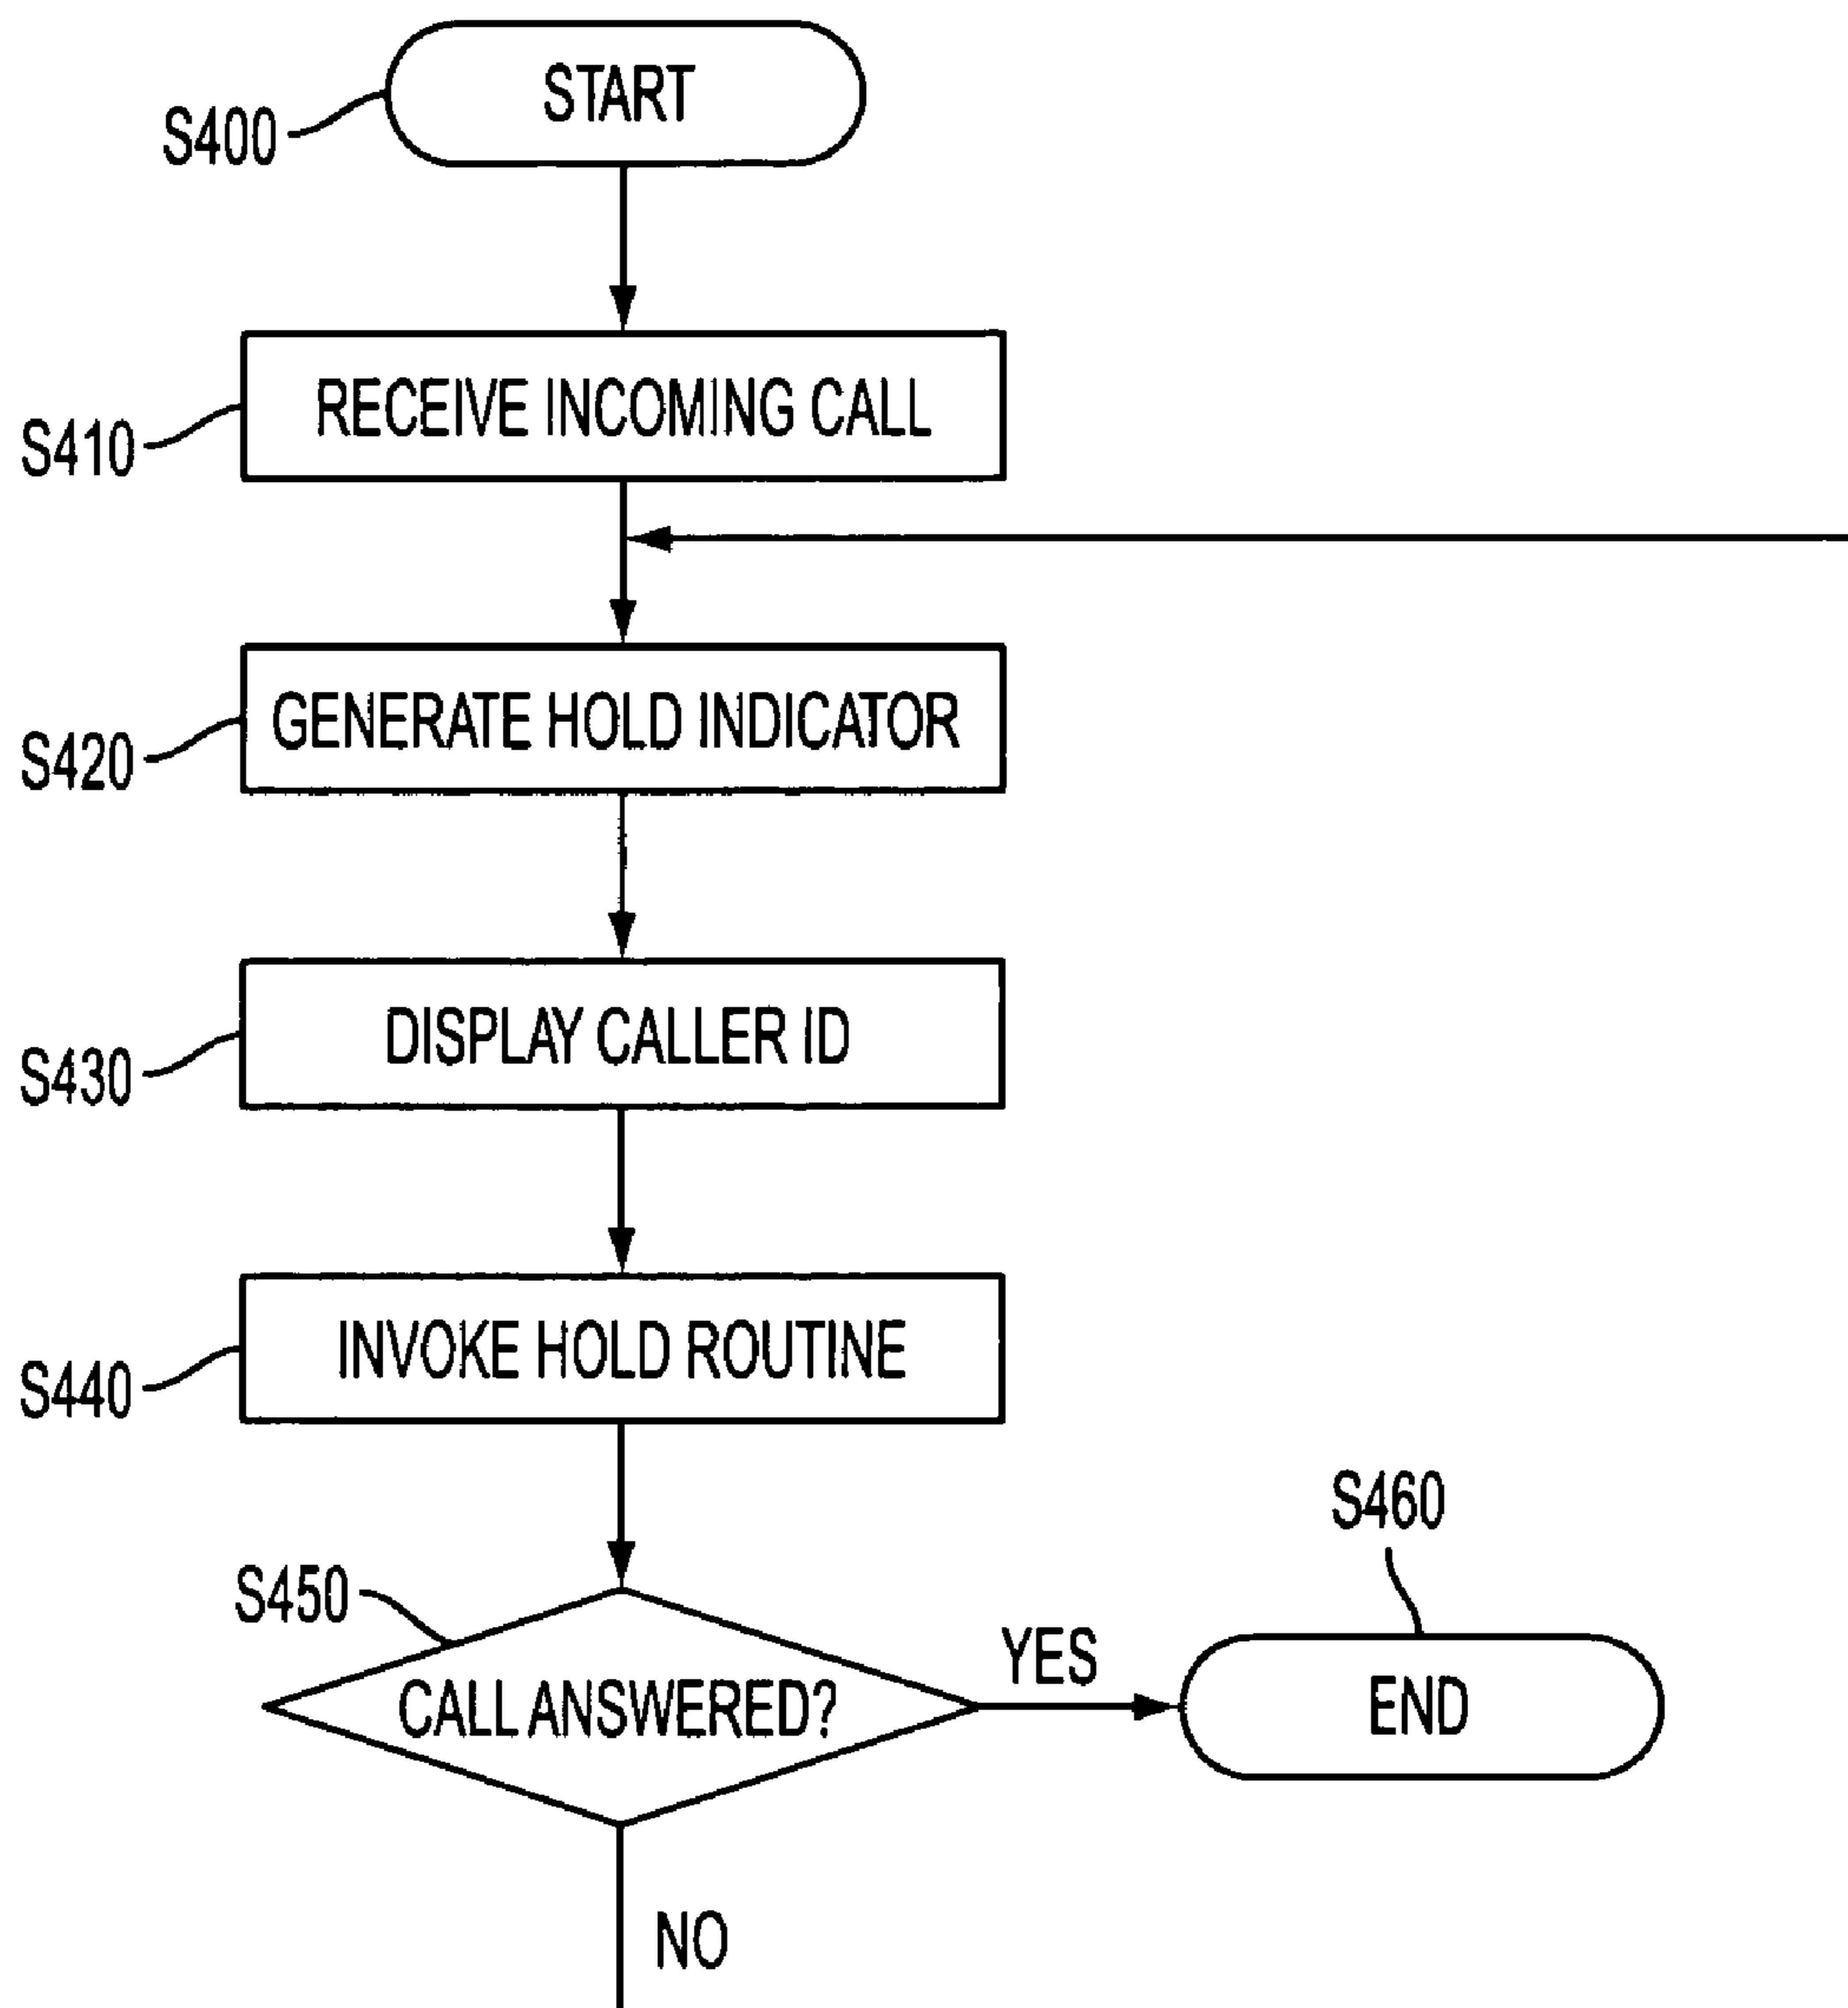 START
S400
RECEIVE INCOMING CALL
S410
GENERATE HOLD INDICATOR
S420
DISPLAY CALLER ID
S430
INVOKE HOLD ROUTINE
S440
S460
S450
YES
CALL ANSWERED?
END
NO